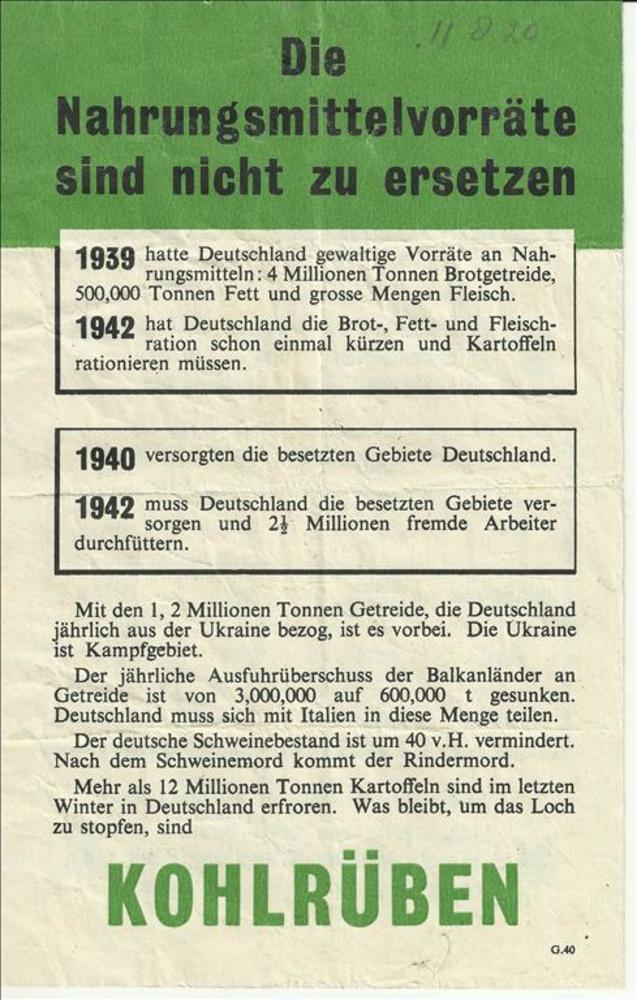 11 8 20
Die
Nahrungsmittelvorräte
sind nicht zu ersetzen
1939 hatte Deutschland gewaltige Vorräte an Nah-
rungsmitteln: 4 Millionen Tonnen Brotgetreide,
500,000 Tonnen Fett und grosse Mengen Fleisch.
1942 hat Deutschland die Brot-, Fett- und Fleisch-
ration schon einmal kürzen und Kartoffeln
rationieren müssen.
1940 versorgten die besetzten Gebiete Deutschland.
1942 muss Deutschland die besetzten Gebiete ver-
sorgen und 2½ Millionen fremde Arbeiter
durchfüttern.
Mit den 1, 2 Millionen Tonnen Getreide, die Deutschland
jährlich aus der Ukraine bezog, ist es vorbei. Die Ukraine
ist Kampfgebiet.
Der jährliche Ausfuhrüberschuss der Balkanländer an
Getreide ist von 3,000,000 auf 600,000 t gesunken.
Deutschland muss sich mit Italien in diese Menge teilen.
Der deutsche Schweinebestand ist um 40 v.H. vermindert.
Nach dem Schweinemord kommt der Rindermord.
Mehr als 12 Millionen Tonnen Kartoffeln sind im letzten
Winter in Deutschland erfroren. Was bleibt, um das Loch
zu stopfen, sind
KOHLRÜBEN
G.40